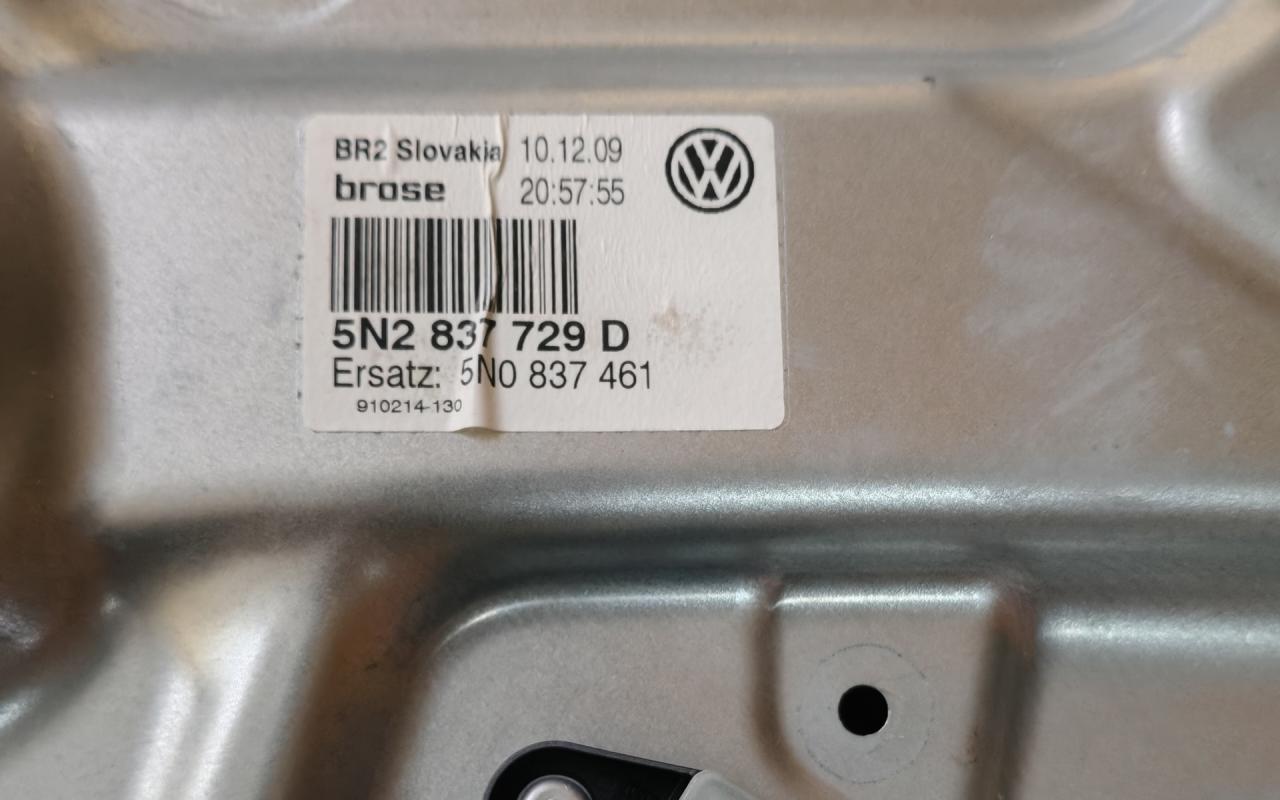 BR2 Slovakia 10.12.09
brose 20:57:55
5N2 837 729 D
Ersatz: 5N0 837 461
910214-130